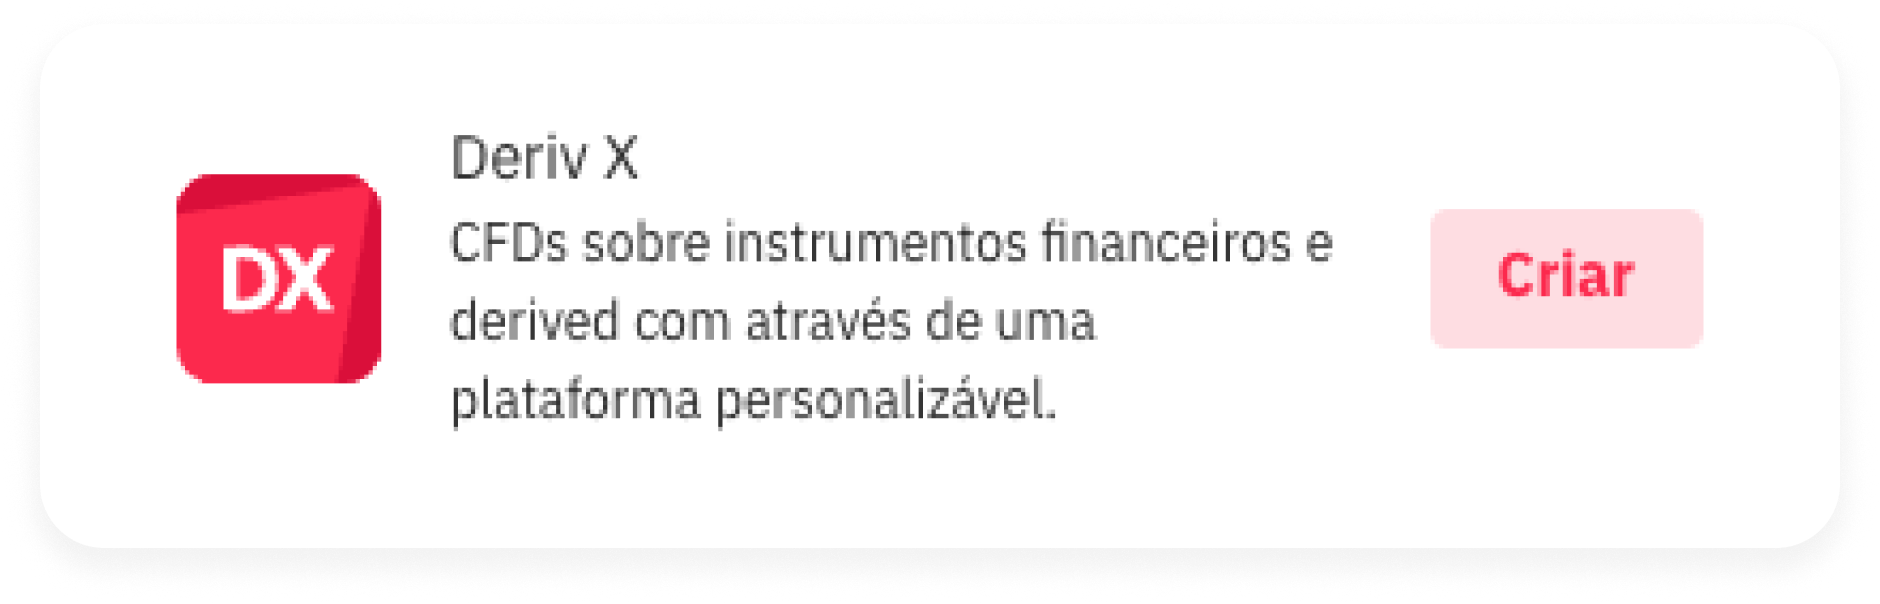 DX
Deriv X
CFDs sobre instrumentos financeiros e
derived com através de uma
plataforma personalizável.
Criar